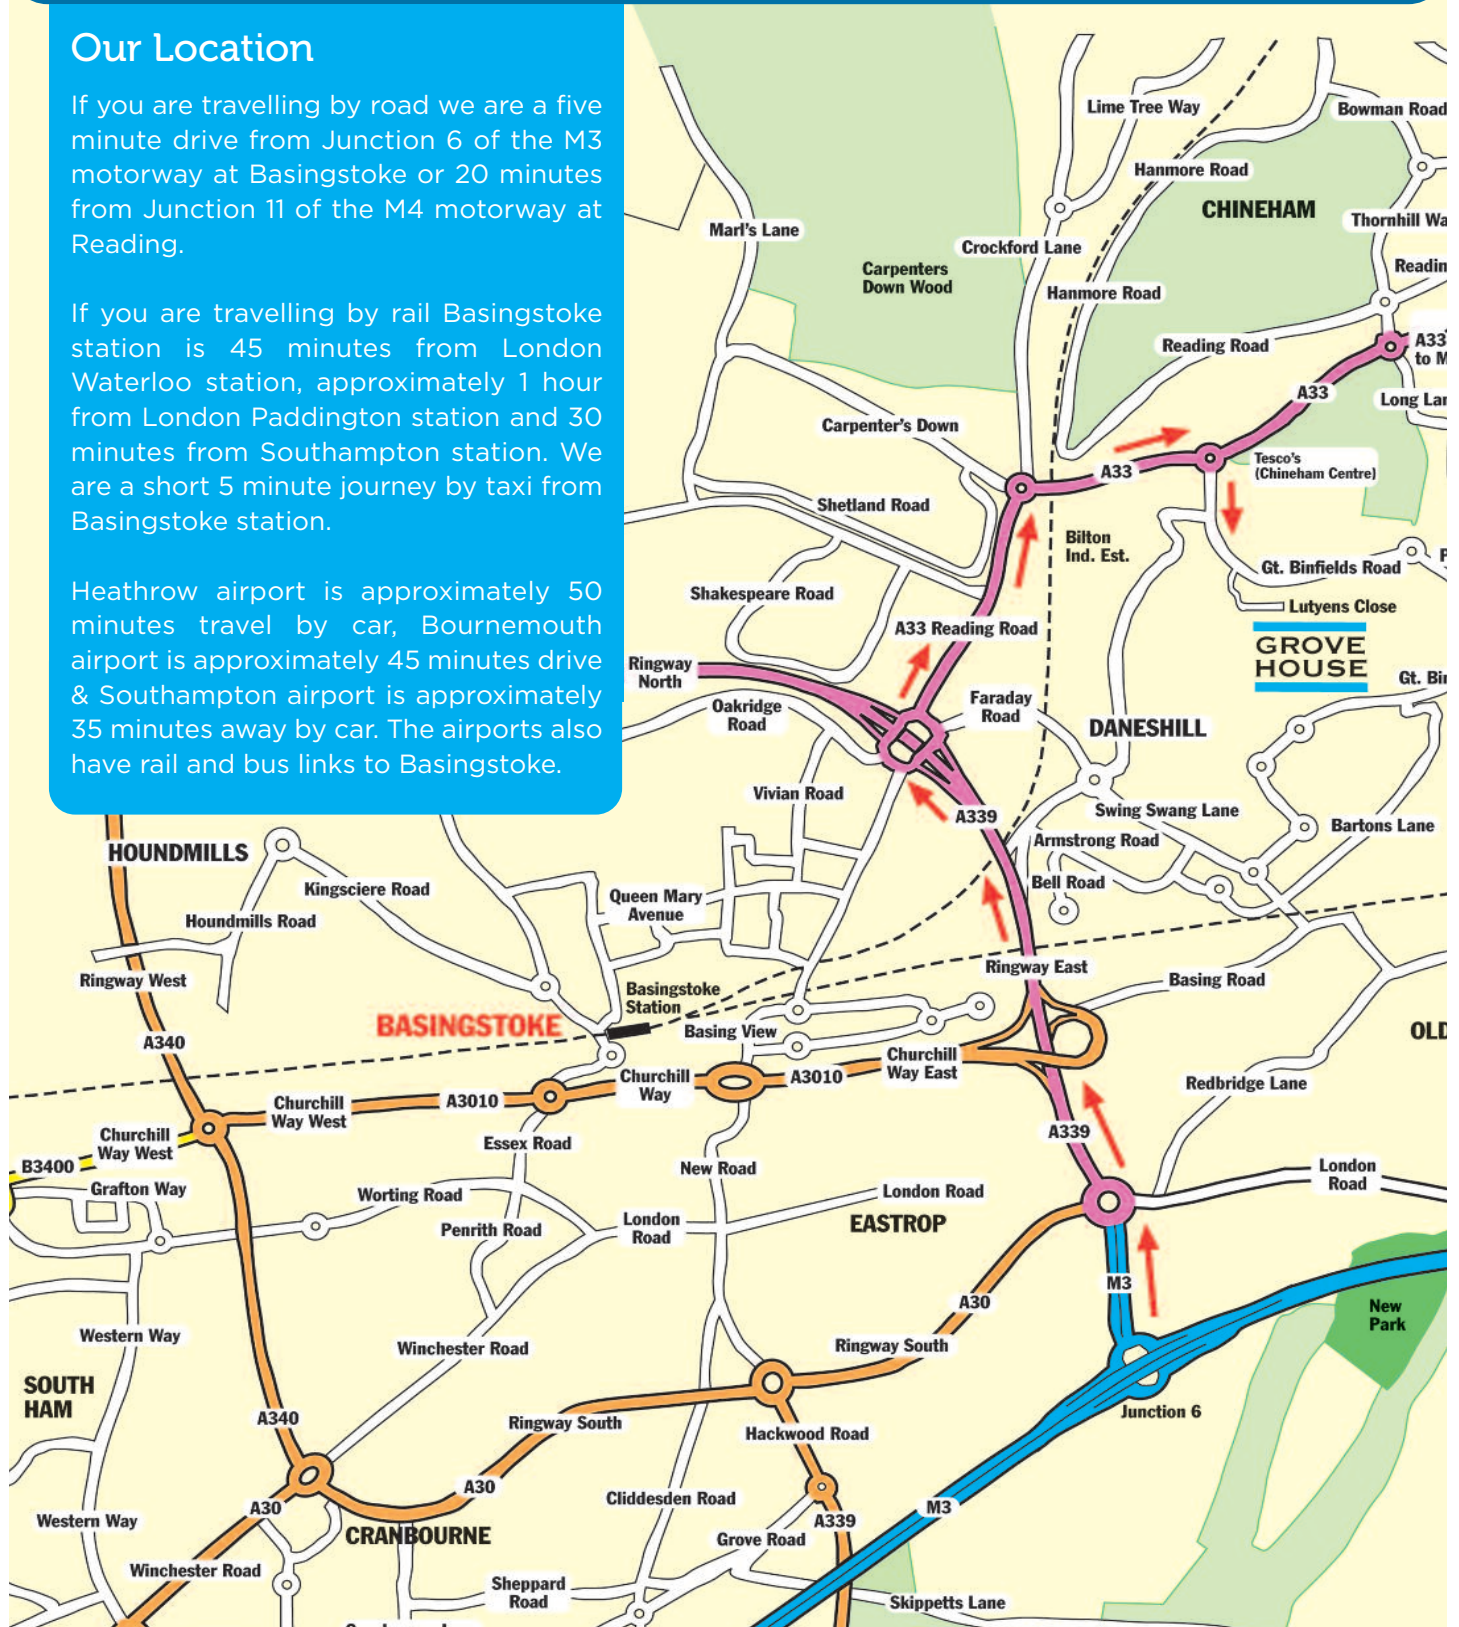 Our Location
If you are travelling by road we are a five
minute drive from Junction 6 of the M3
motorway at Basingstoke or 20 minutes
from Junction 11 of the M4 motorway at
Reading.
If you are travelling by rail Basingstoke
station is 45 minutes from London
Waterloo station, approximately 1 hour
from London Paddington station and 30
minutes from Southampton station. We
are a short 5 minute journey by taxi from
Basingstoke station.
Heathrow airport is approximately 50
minutes travel by car, Bournemouth
airport is approximately 45 minutes drive
& Southampton airport is approximately
35 minutes away by car. The airports also
have rail and bus links to Basingstoke.
Lime Tree Way
Bowman Road
Hanmore Road
CHINEHAM
Thornhill Wa
Marl's Lane
Crockford Lane
Readin
Carpenters
Down Wood
Hanmore Road
Reading Road
A33
to M
A33
Long Lan
Carpenter's Down
A33
Tesco's
(Chineham Centre)
Shetland Road
Bilton
Ind. Est.
Gt. Binfields Road
Shakespeare Road
Lutyens Close
A33 Reading Road
GROVE
HOUSE
Ringway
North
Gt. Bin
Oakridge
Road
Faraday
Road
DANESHILL
Vivian Road
A339
Swing Swang Lane
Bartons Lane
Armstrong Road
HOUNDMILLS
Kingsciere Road
Bell Road
Queen Mary
Avenue
Houndmills Road
Ringway East
Ringway West
Basing Road
Basingstoke
Station
BASINGSTOKE
Basing View
OLD
A340
Churchill
Way East
Churchill
Way
A3010
Redbridge Lane
Churchill
Way West
A3010
A339
Churchill
Way West
Essex Road
B3400
New Road
London
Road
Grafton Way
Worting Road
London Road
Penrith Road
London
Road
EASTROP
M3
A30
New
Park
Western Way
Winchester Road
Ringway South
SOUTH
HAM
A340
Ringway South
Junction 6
Hackwood Road
A30
Cliddesden Road
A30
M3
Western Way
A339
CRANBOURNE
Grove Road
Winchester Road
Sheppard
Road
Skippetts Lane